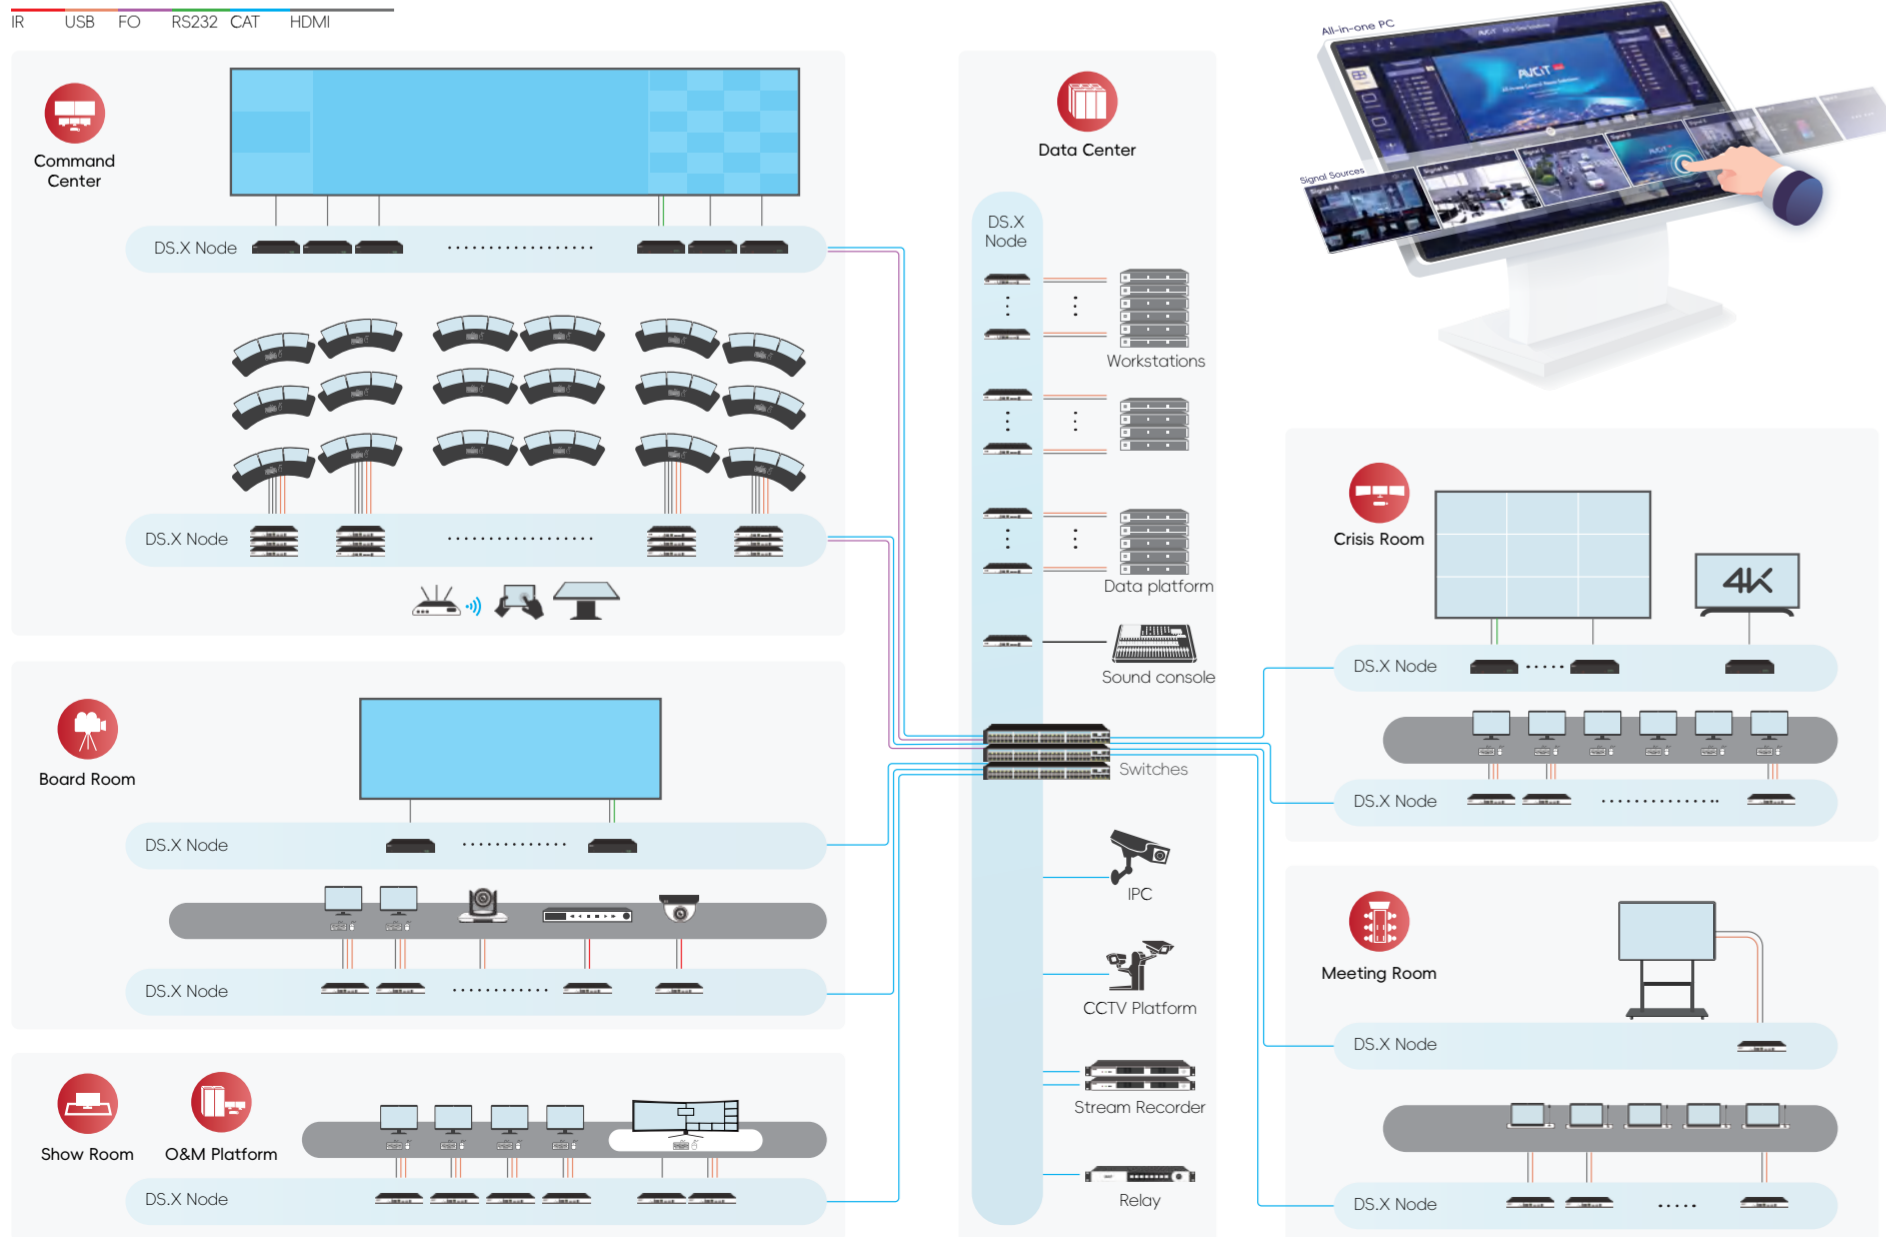 IR USB FO RS232 CAT HDMI
Command
Center
DS.X Node
DS.X Node
Board Room
DS.X Node
DS.X Node
Show Room
O&M Platform
DS.X Node
Data Center
DS.X
Node
Workstations
Data platform
Sound console
Switches
IPC
CCTV Platform
Stream Recorder
Relay
All-in-one PC
AVCiT
Signal Sources
Signal A
Signal B
Crisis Room
4K
DS.X Node
DS.X Node
Meeting Room
DS.X Node
DS.X Node